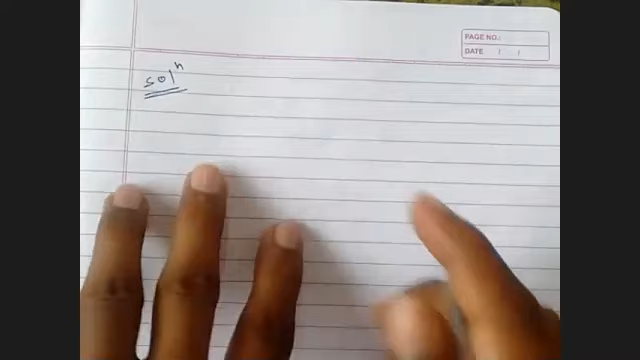 PAGE NO.:
DATE / /
solⁿ